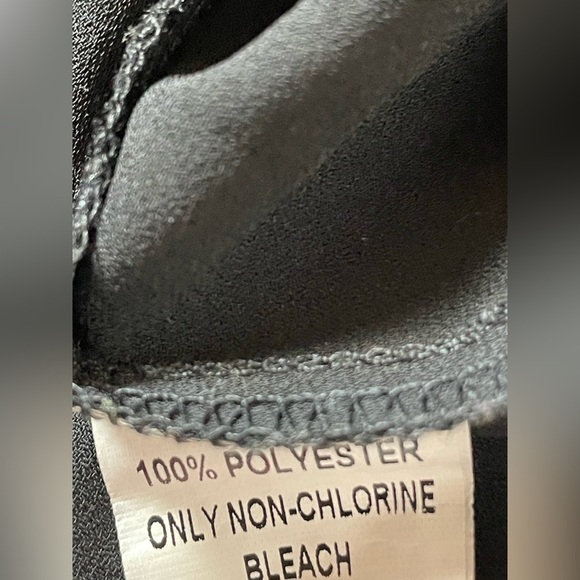 100% POLYESTER
ONLY NON-CHLORINE
BLEACH